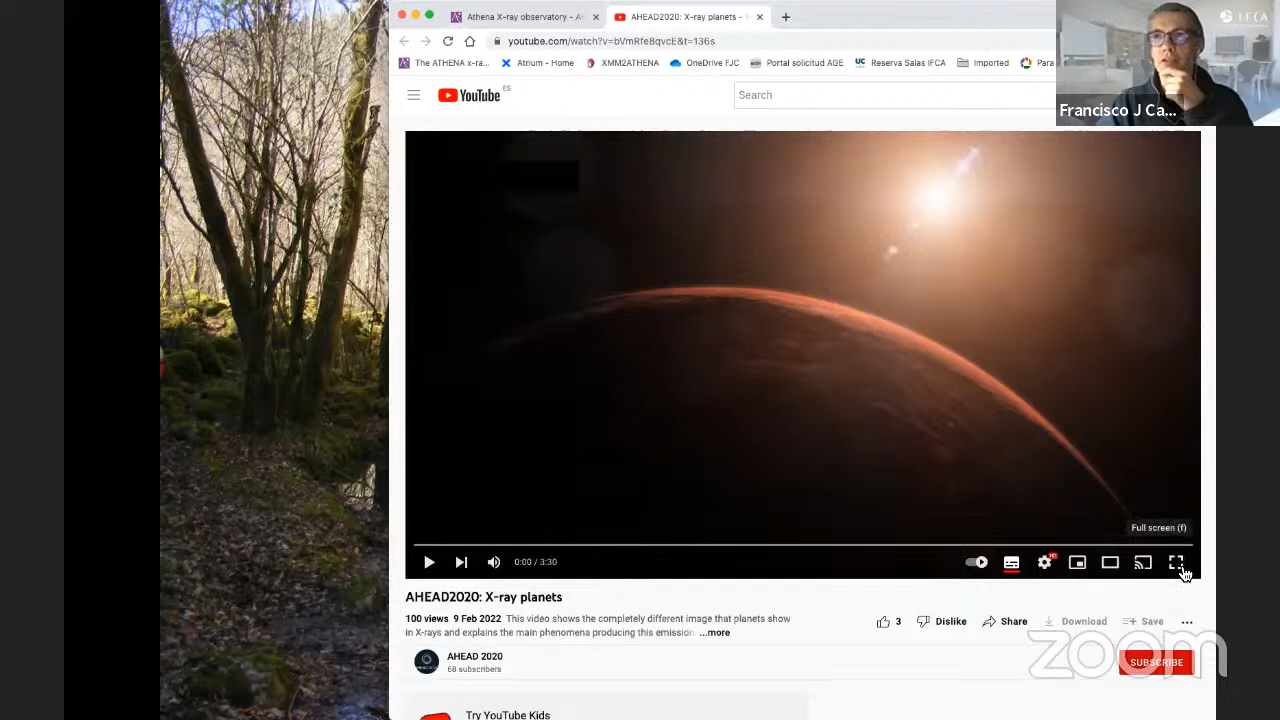 Athena X-ray observatory - A
AHEAD2020: X-ray planets -
youtube.com/watch?v=bVmRfe8qvcE&t=136s
The ATHENA x-ra...
Atrium - Home
XMM2ATHENA
OneDrive FJC
Portal solicitud AGE
UC Reserva Salas IFCA
Imported
Para
IFCA
Francisco J Ca...
YouTube ES
Search
Full screen (f)
0:00 / 3:30
HD
AHEAD2020: X-ray planets
100 views 9 Feb 2022 This video shows the completely different image that planets show
in X-rays and explains the main phenomena producing this emission. ...more
3
Dislike
Share
Download
Save
AHEAD 2020
68 subscribers
SUBSCRIBE
zoom
Try YouTube Kids